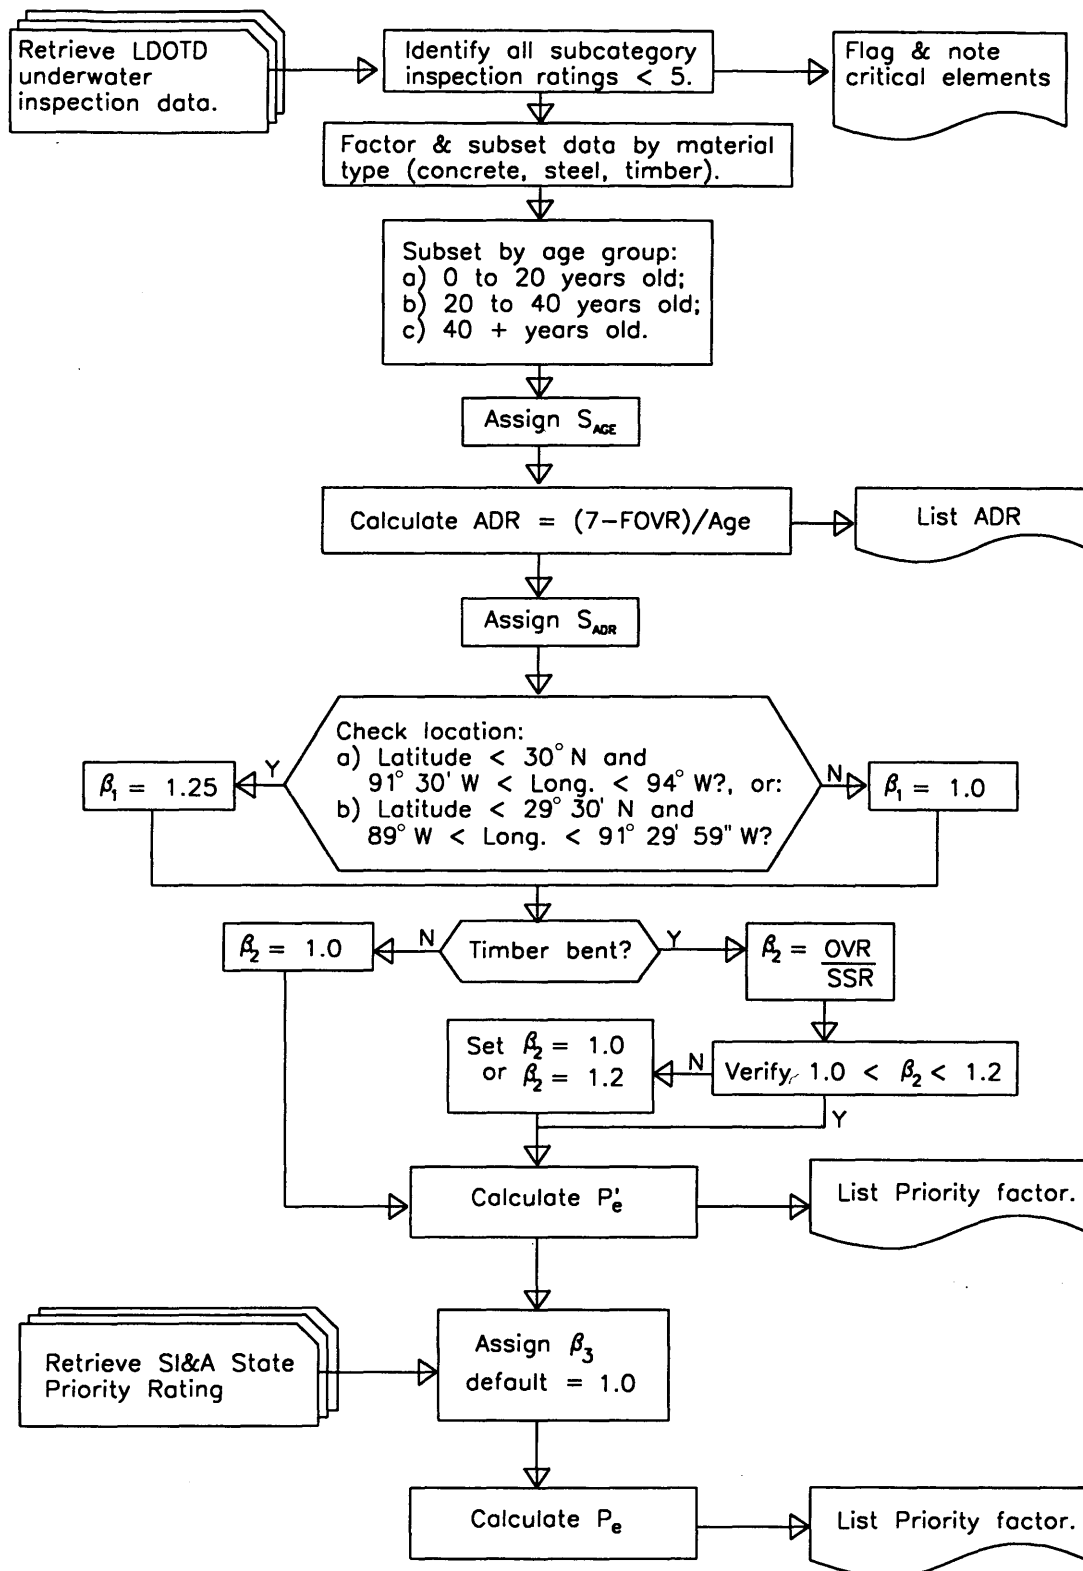 Retrieve LDOTD
underwater
inspection data.
Identify all subcategory
inspection ratings < 5.
Flag & note
critical elements
Factor & subset data by material
type (concrete, steel, timber).
Subset by age group:
a) 0 to 20 years old;
b) 20 to 40 years old;
c) 40 + years old.
Assign S_AGE
Calculate ADR = (7-FOVR)/Age
List ADR
Assign S_ADR
Check location:
a) Latitude < 30° N and
91° 30' W < Long. < 94° W?, or:
b) Latitude < 29° 30' N and
89° W < Long. < 91° 29' 59" W?
Y
β₁ = 1.25
N
β₁ = 1.0
Timber bent?
N
β₂ = 1.0
Y
β₂ = OVR
SSR
Verify 1.0 < β₂ < 1.2
N
Set β₂ = 1.0
or β₂ = 1.2
Y
Calculate P'ₑ
List Priority factor.
Retrieve SI&A State
Priority Rating
Assign β₃
default = 1.0
Calculate Pₑ
List Priority factor.